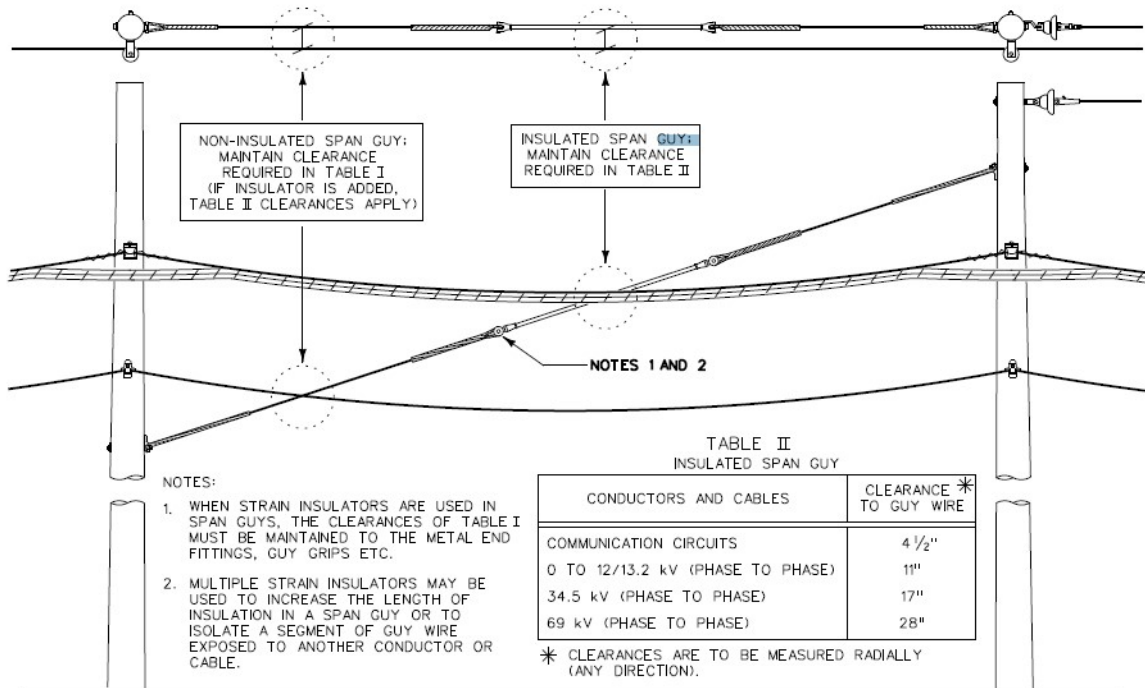 NON-INSULATED SPAN GUY;
MAINTAIN CLEARANCE
REQUIRED IN TABLE I
(IF INSULATOR IS ADDED,
TABLE II CLEARANCES APPLY)
INSULATED SPAN GUY;
MAINTAIN CLEARANCE
REQUIRED IN TABLE II
NOTES 1 AND 2
NOTES:
1. WHEN STRAIN INSULATORS ARE USED IN
SPAN GUYS, THE CLEARANCES OF TABLE I
MUST BE MAINTAINED TO THE METAL END
FITTINGS, GUY GRIPS ETC.
2. MULTIPLE STRAIN INSULATORS MAY BE
USED TO INCREASE THE LENGTH OF
INSULATION IN A SPAN GUY OR TO
ISOLATE A SEGMENT OF GUY WIRE
EXPOSED TO ANOTHER CONDUCTOR OR
CABLE.
TABLE II
INSULATED SPAN GUY
CONDUCTORS AND CABLES
CLEARANCE *
TO GUY WIRE
COMMUNICATION CIRCUITS 4 1/2"
0 TO 12/13.2 kV (PHASE TO PHASE) 11"
34.5 kV (PHASE TO PHASE) 17"
69 kV (PHASE TO PHASE) 28"
* CLEARANCES ARE TO BE MEASURED RADIALLY
(ANY DIRECTION).